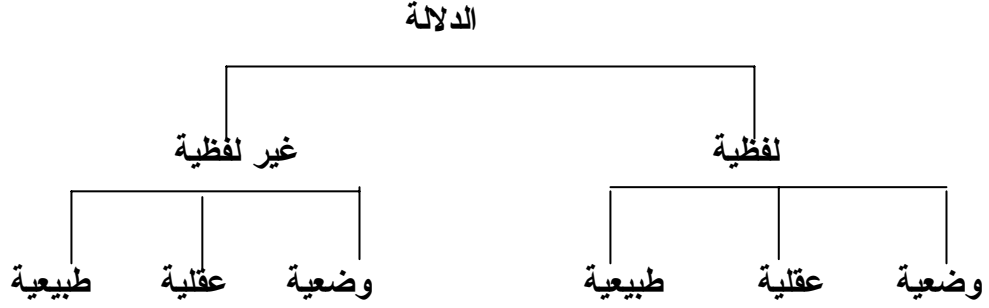 الدلالة
لفظية غير لفظية
وضعية عقلية طبيعية وضعية عقلية طبيعية